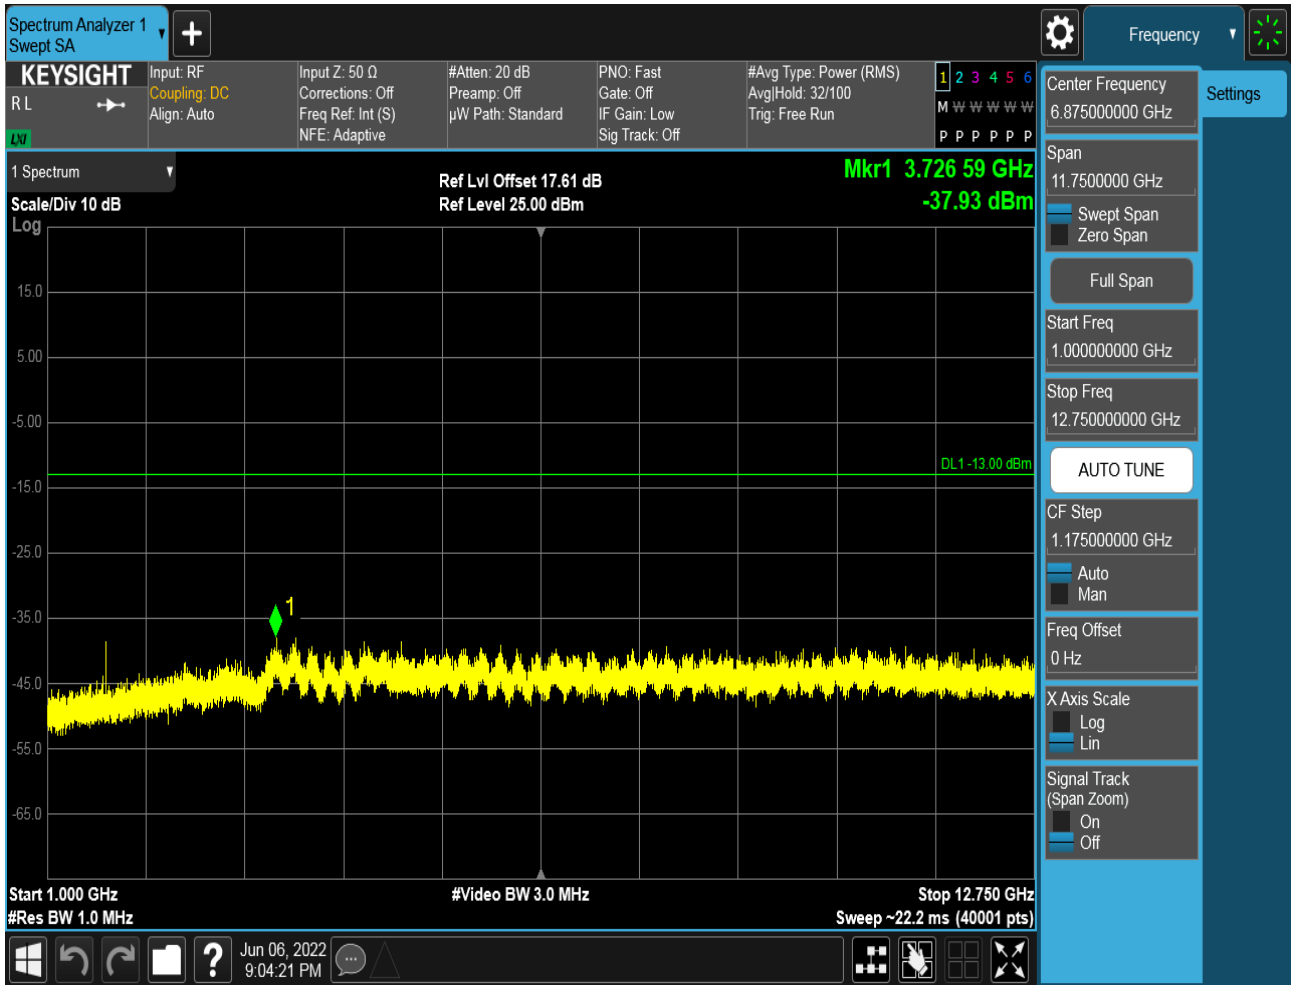 Spectrum Analyzer 1
Swept SA
Frequency
KEYSIGHT
R L
LXI
Input: RF
Coupling: DC
Align: Auto
Input Z: 50 Ω
Corrections: Off
Freq Ref: Int (S)
NFE: Adaptive
#Atten: 20 dB
Preamp: Off
µW Path: Standard
PNO: Fast
Gate: Off
IF Gain: Low
Sig Track: Off
#Avg Type: Power (RMS)
Avg|Hold: 32/100
Trig: Free Run
1 2 3 4 5 6
M W W W W W
P P P P P P
1 Spectrum
Scale/Div 10 dB
Log
Ref Lvl Offset 17.61 dB
Ref Level 25.00 dBm
Mkr1 3.726 59 GHz
-37.93 dBm
15.0
5.00
-5.00
DL1 -13.00 dBm
-15.0
-25.0
1
-35.0
-45.0
-55.0
-65.0
Start 1.000 GHz
#Res BW 1.0 MHz
#Video BW 3.0 MHz
Stop 12.750 GHz
Sweep ~22.2 ms (40001 pts)
Jun 06, 2022
9:04:21 PM
Center Frequency
6.875000000 GHz
Settings
Span
11.7500000 GHz
Swept Span
Zero Span
Full Span
Start Freq
1.000000000 GHz
Stop Freq
12.750000000 GHz
AUTO TUNE
CF Step
1.175000000 GHz
Auto
Man
Freq Offset
0 Hz
X Axis Scale
Log
Lin
Signal Track
(Span Zoom)
On
Off